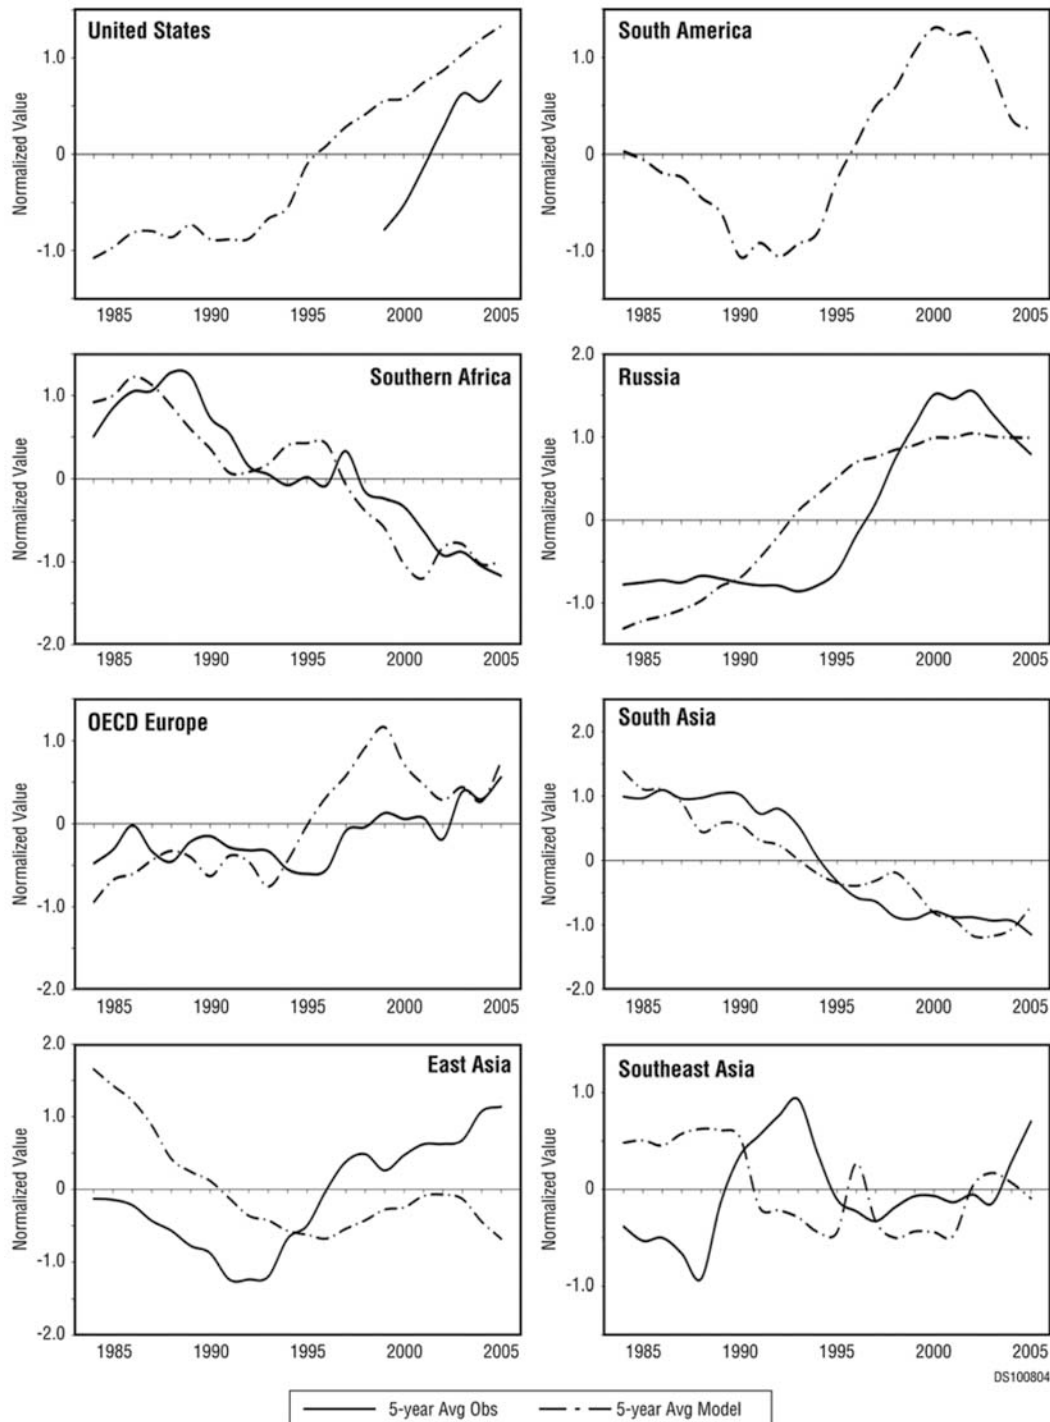 United States
Normalized Value
1.0
0
-1.0
1985 1990 1995 2000 2005
South America
Normalized Value
1.0
0
-1.0
1985 1990 1995 2000 2005
Southern Africa
Normalized Value
1.0
0
-1.0
-2.0
1985 1990 1995 2000 2005
Russia
Normalized Value
2.0
1.0
0
-1.0
1985 1990 1995 2000 2005
OECD Europe
Normalized Value
1.0
0
-1.0
-2.0
1985 1990 1995 2000 2005
South Asia
Normalized Value
2.0
1.0
0
-1.0
-2.0
1985 1990 1995 2000 2005
East Asia
Normalized Value
2.0
1.0
0
-1.0
-2.0
1985 1990 1995 2000 2005
Southeast Asia
Normalized Value
1.0
0
-1.0
1985 1990 1995 2000 2005
DS100804
5-year Avg Obs 5-year Avg Model